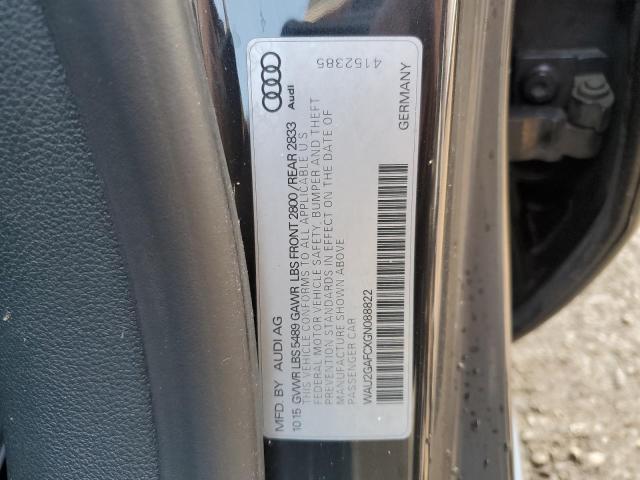 MFD. BY AUDI AG
Audi
10 15 GVWR LBS 5489 GAWR LBS FRONT 2800 / REAR 2833
THIS VEHICLE CONFORMS TO ALL APPLICABLE U S
FEDERAL MOTOR VEHICLE SAFETY, BUMPER AND THEFT
PREVENTION STANDARDS IN EFFECT ON THE DATE OF
MANUFACTURE SHOWN ABOVE
PASSENGER CAR
WAU2GAFCXGN088822
GERMANY
4152385